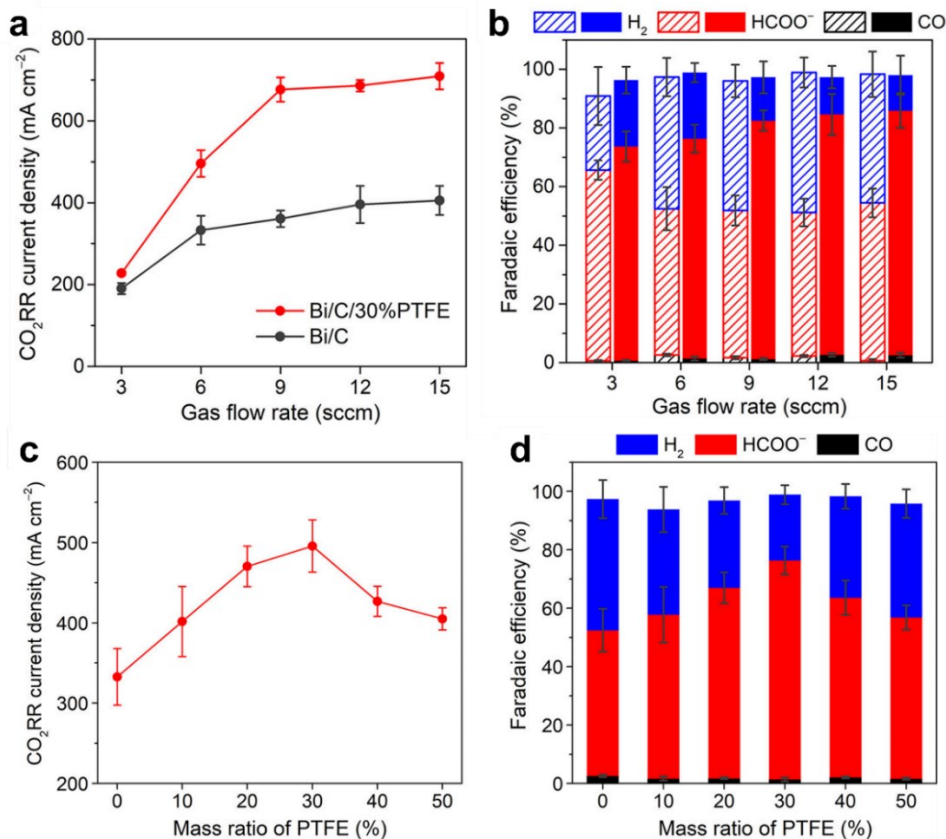 a
800
600
400
200
0
CO₂RR current density (mA cm⁻²)
Bi/C/30%PTFE
Bi/C
3 6 9 12 15
Gas flow rate (sccm)
b
H₂ HCOO⁻ CO
100
80
60
40
20
0
Faradaic efficiency (%)
3 6 9 12 15
Gas flow rate (sccm)
c
600
500
400
300
200
CO₂RR current density (mA cm⁻²)
0 10 20 30 40 50
Mass ratio of PTFE (%)
d
H₂ HCOO⁻ CO
100
80
60
40
20
0
Faradaic efficiency (%)
0 10 20 30 40 50
Mass ratio of PTFE (%)